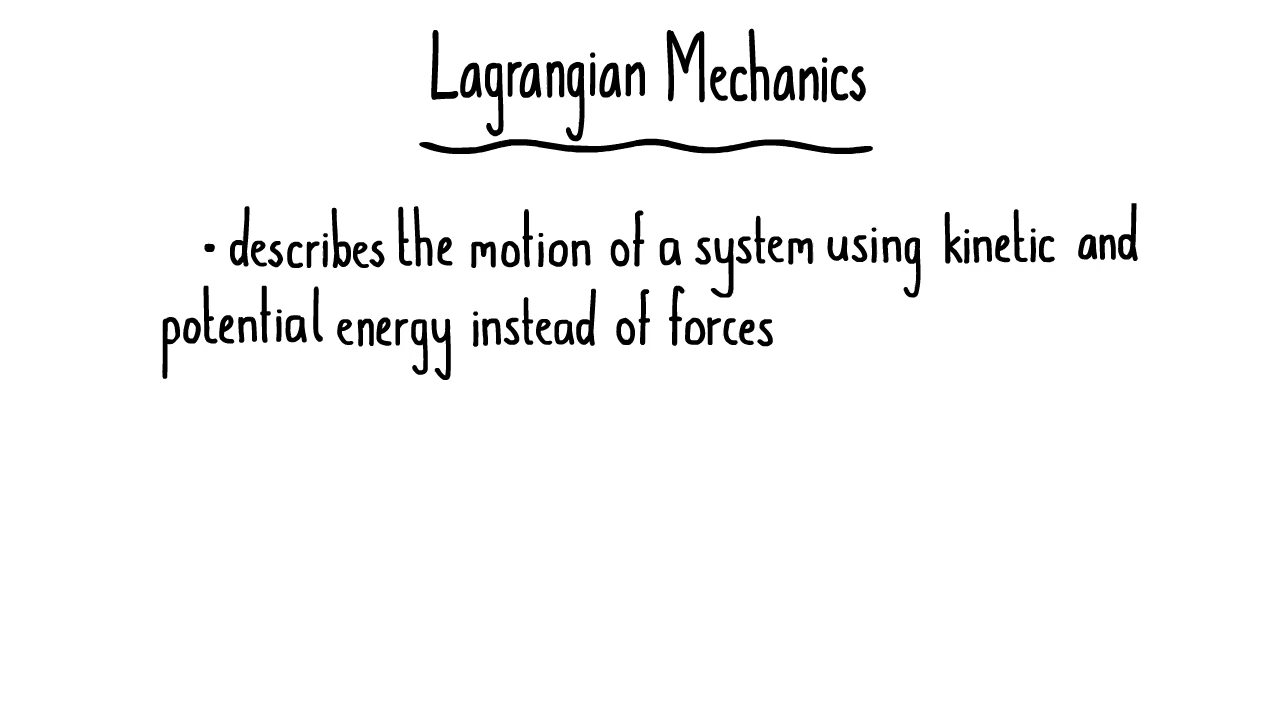 Lagrangian Mechanics
• describes the motion of a system using kinetic and
potential energy instead of forces